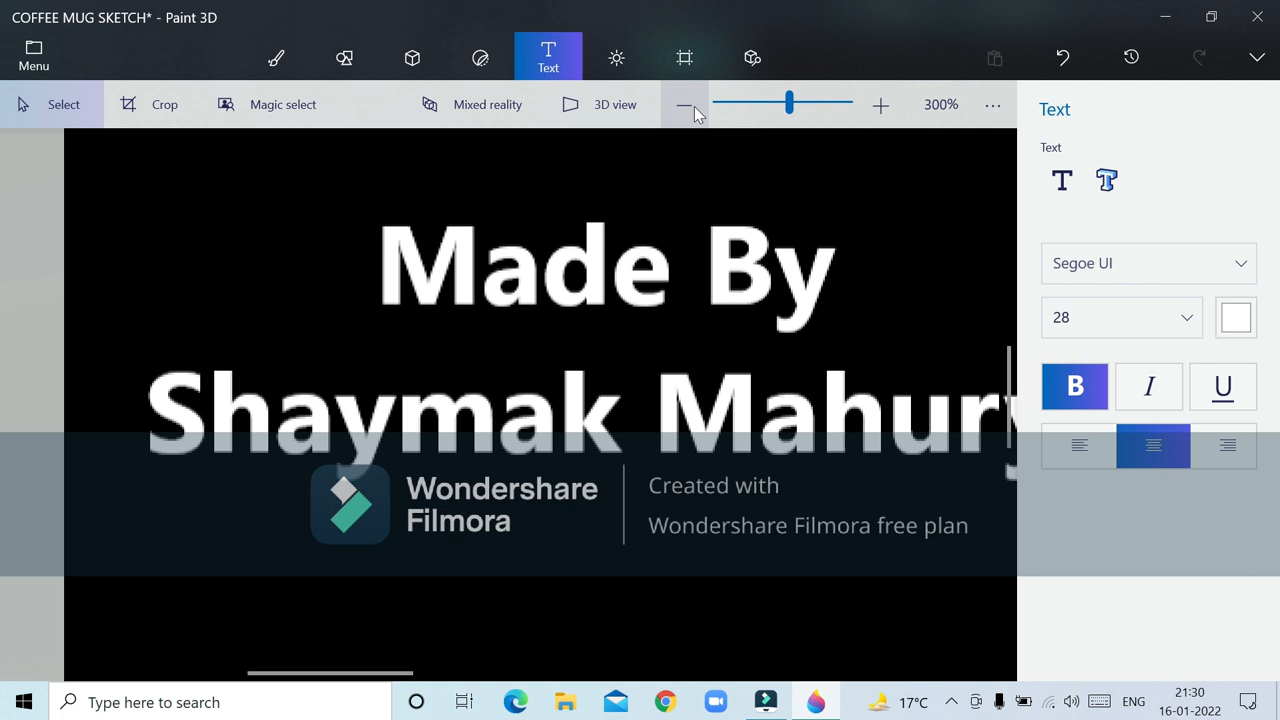 COFFEE MUG SKETCH* - Paint 3D
Menu
Text
Select
Crop
Magic select
Mixed reality
3D view
300%
Text
Text
Segoe UI
28
B I U
Made By
Shaymak Mahury
Wondershare
Filmora
Created with
Wondershare Filmora free plan
Type here to search
17°C
ENG
21:30
16-01-2022